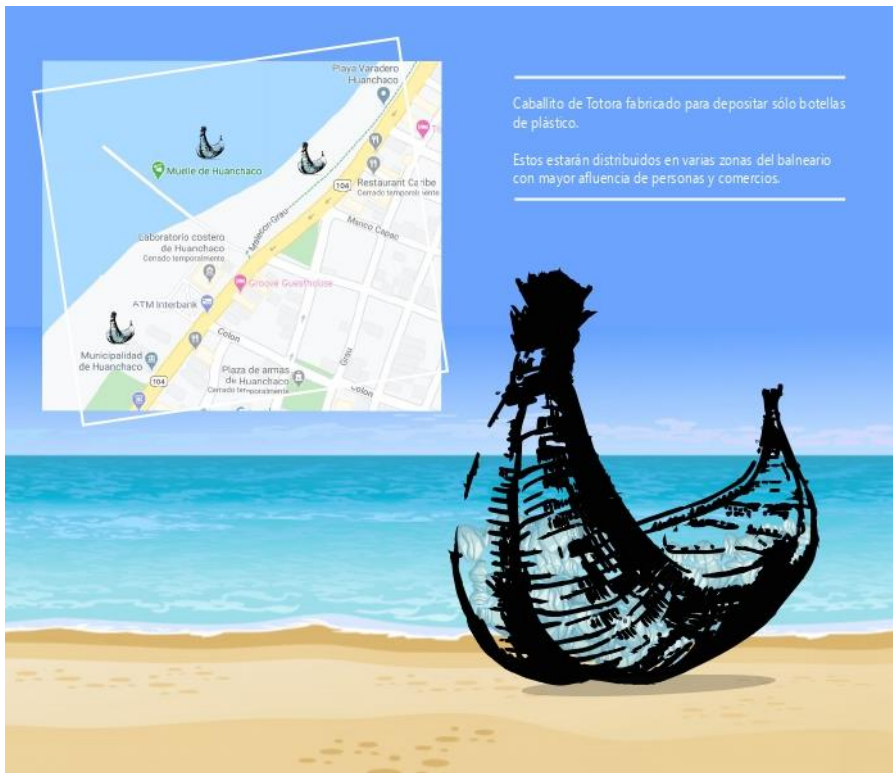 Playa Varadero
Huanchaco
Muelle de Huanchaco
104
Restaurant Caribe
Cerrado temporalmente
Malecon Grau
Manco Capac
Laboratorio costero
de Huanchaco
Cerrado temporalmente
Groove Guesthouse
ATM Interbank
Colon
Grau
Municipalidad
de Huanchaco
104
Plaza de armas
de Huanchaco
Cerrado temporalmente
Colon
Caballito de Totora fabricado para depositar sólo botellas
de plástico.
Estos estarán distribuidos en varias zonas del balneario
con mayor afluencia de personas y comercios.